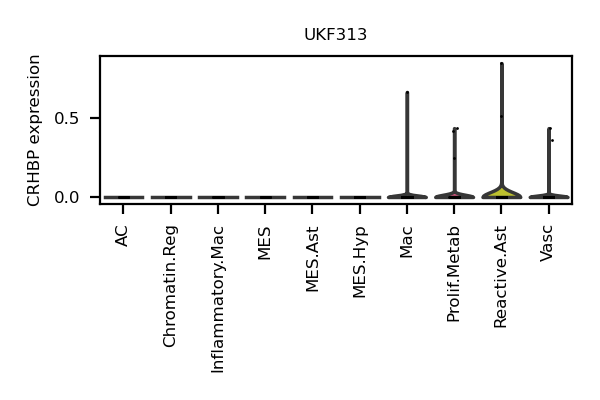 UKF313
CRHBP expression
0.5
0.0
AC
Chromatin.Reg
Inflammatory.Mac
MES
MES.Ast
MES.Hyp
Mac
Prolif.Metab
Reactive.Ast
Vasc